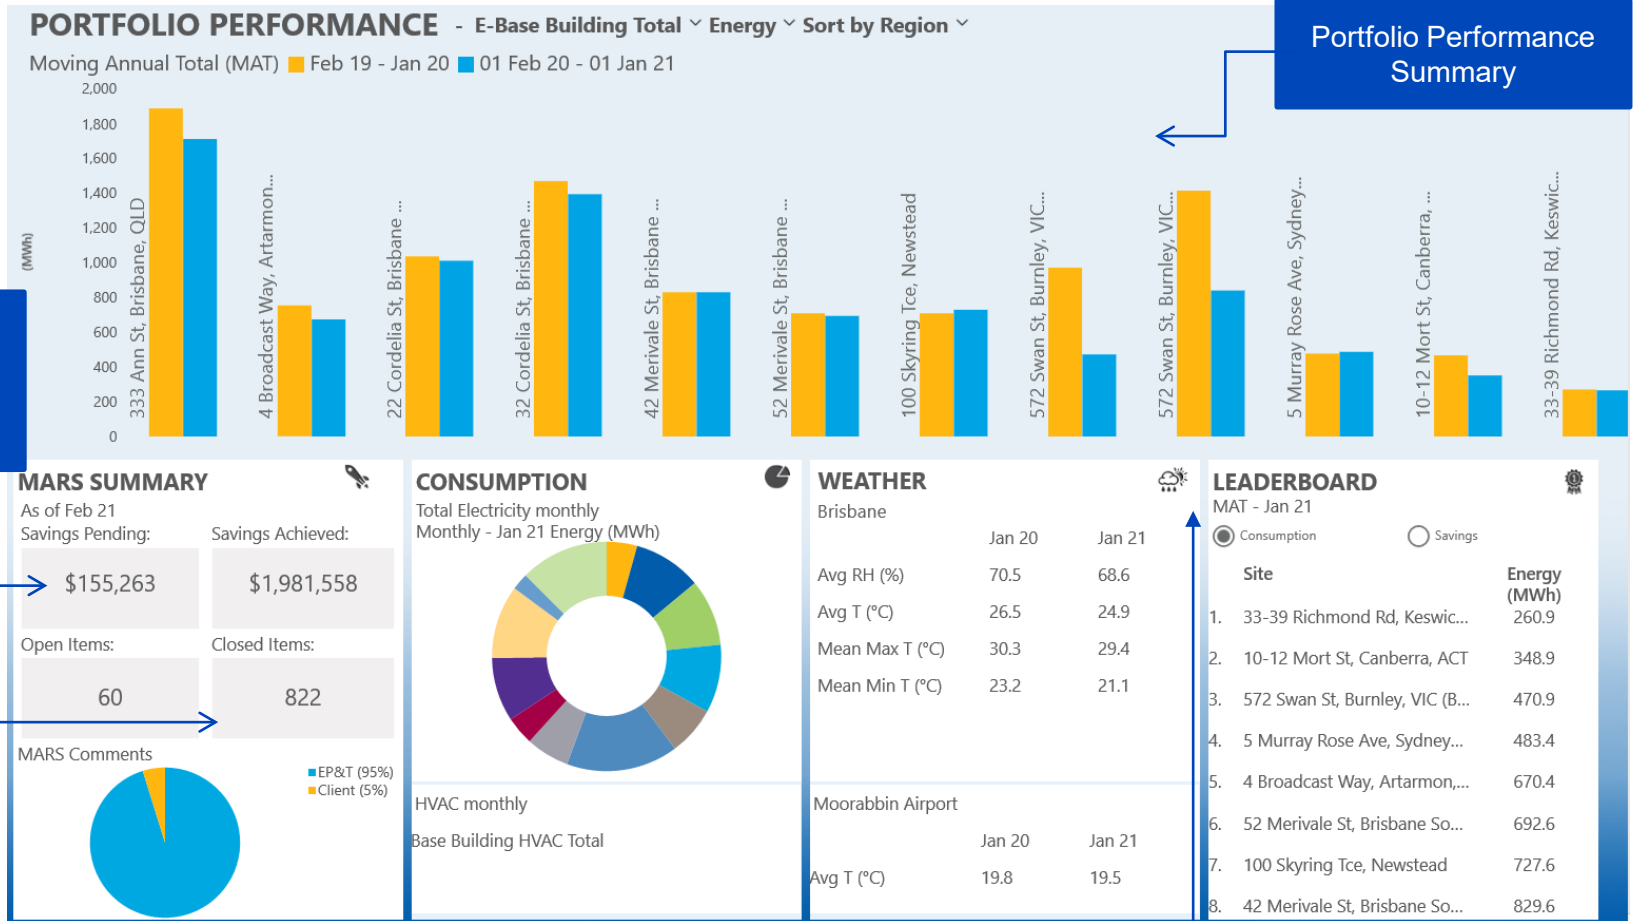 PORTFOLIO PERFORMANCE - E-Base Building Total Energy Sort by Region
Portfolio Performance
Summary
Moving Annual Total (MAT) Feb 19 - Jan 20 01 Feb 20 - 01 Jan 21
(MWh)
2,000
1,800
1,600
1,400
1,200
1,000
800
600
400
200
0
333 Ann St, Brisbane, QLD
4 Broadcast Way, Artarmon...
22 Cordelia St, Brisbane ...
32 Cordelia St, Brisbane ...
42 Merivale St, Brisbane ...
52 Merivale St, Brisbane ...
100 Skyring Tce, Newstead
572 Swan St, Burnley, VIC...
572 Swan St, Burnley, VIC...
5 Murray Rose Ave, Sydney...
10-12 Mort St, Canberra, ...
33-39 Richmond Rd, Keswic...
MARS SUMMARY
As of Feb 21
Savings Pending: Savings Achieved:
$155,263 $1,981,558
Open Items: Closed Items:
60 822
MARS Comments
EP&T (95%)
Client (5%)
CONSUMPTION
Total Electricity monthly
Monthly - Jan 21 Energy (MWh)
HVAC monthly
Base Building HVAC Total
WEATHER
Brisbane
Jan 20 Jan 21
Avg RH (%) 70.5 68.6
Avg T (°C) 26.5 24.9
Mean Max T (°C) 30.3 29.4
Mean Min T (°C) 23.2 21.1
Moorabbin Airport
Jan 20 Jan 21
Avg T (°C) 19.8 19.5
LEADERBOARD
MAT - Jan 21
Consumption Savings
Site Energy
(MWh)
1. 33-39 Richmond Rd, Keswic... 260.9
2. 10-12 Mort St, Canberra, ACT 348.9
3. 572 Swan St, Burnley, VIC (B... 470.9
4. 5 Murray Rose Ave, Sydney... 483.4
5. 4 Broadcast Way, Artarmon,... 670.4
6. 52 Merivale St, Brisbane So... 692.6
7. 100 Skyring Tce, Newstead 727.6
8. 42 Merivale St, Brisbane So... 829.6